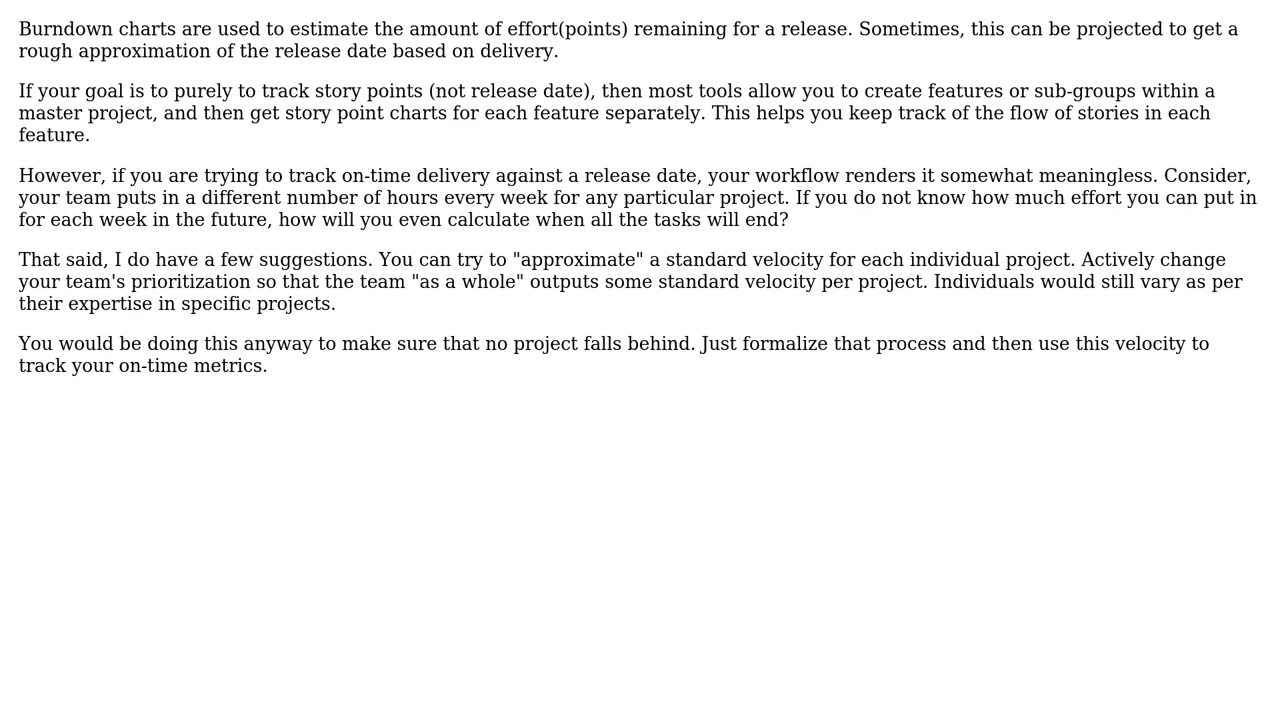 Burndown charts are used to estimate the amount of effort(points) remaining for a release. Sometimes, this can be projected to get a
rough approximation of the release date based on delivery.
If your goal is to purely to track story points (not release date), then most tools allow you to create features or sub-groups within a
master project, and then get story point charts for each feature separately. This helps you keep track of the flow of stories in each
feature.
However, if you are trying to track on-time delivery against a release date, your workflow renders it somewhat meaningless. Consider,
your team puts in a different number of hours every week for any particular project. If you do not know how much effort you can put in
for each week in the future, how will you even calculate when all the tasks will end?
That said, I do have a few suggestions. You can try to "approximate" a standard velocity for each individual project. Actively change
your team's prioritization so that the team "as a whole" outputs some standard velocity per project. Individuals would still vary as per
their expertise in specific projects.
You would be doing this anyway to make sure that no project falls behind. Just formalize that process and then use this velocity to
track your on-time metrics.